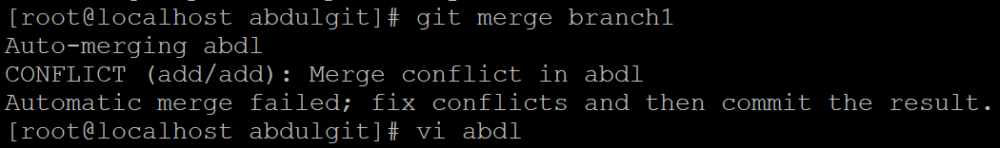 [root@localhost abdulgit]# git merge branch1
Auto-merging abdl
CONFLICT (add/add): Merge conflict in abdl
Automatic merge failed; fix conflicts and then commit the result.
[root@localhost abdulgit]# vi abdl